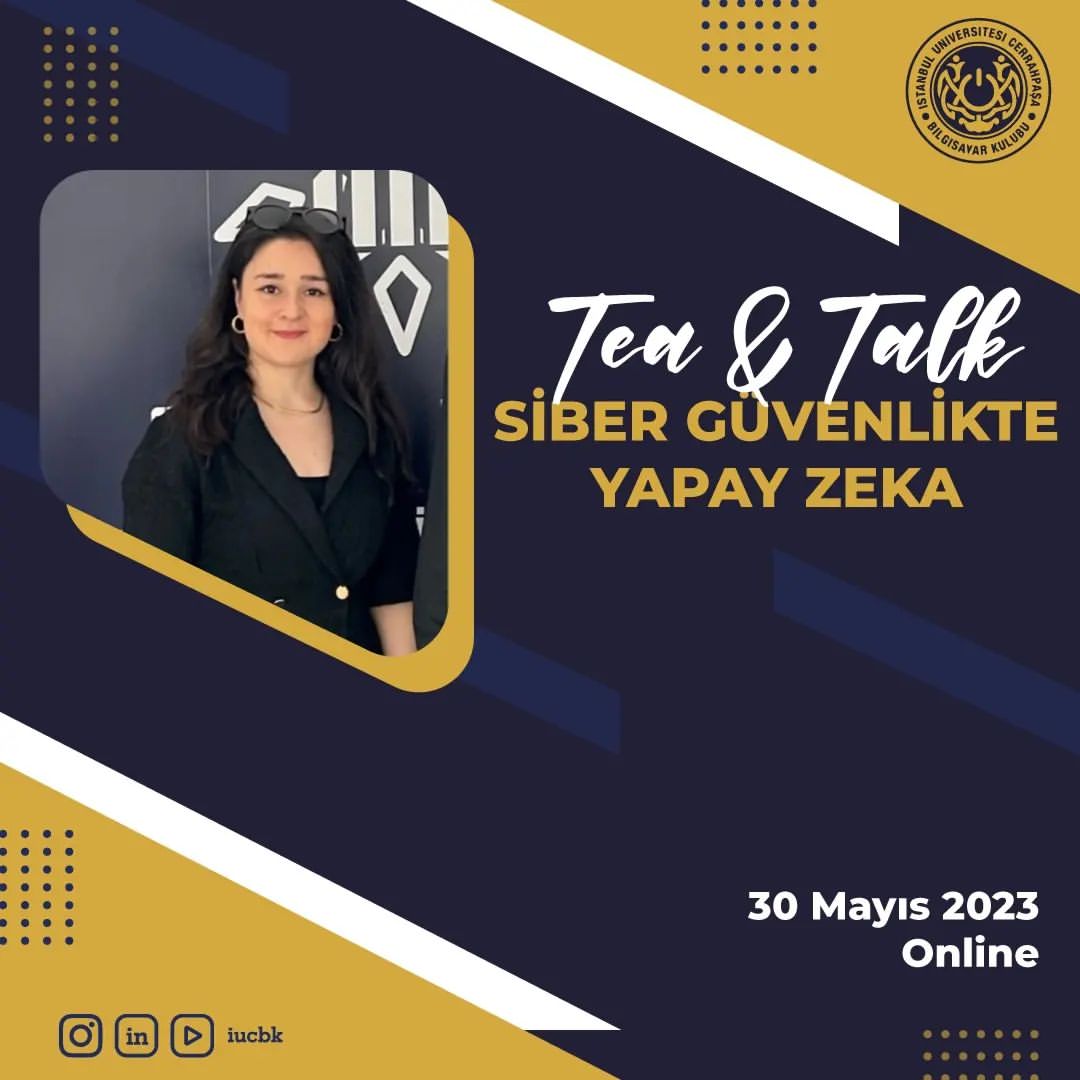 İSTANBUL ÜNİVERSİTESİ CERRAHPAŞA
BİLGİSAYAR KULÜBÜ
Tea & Talk
SİBER GÜVENLİKTE
YAPAY ZEKA
30 Mayıs 2023
Online
in
iucbk